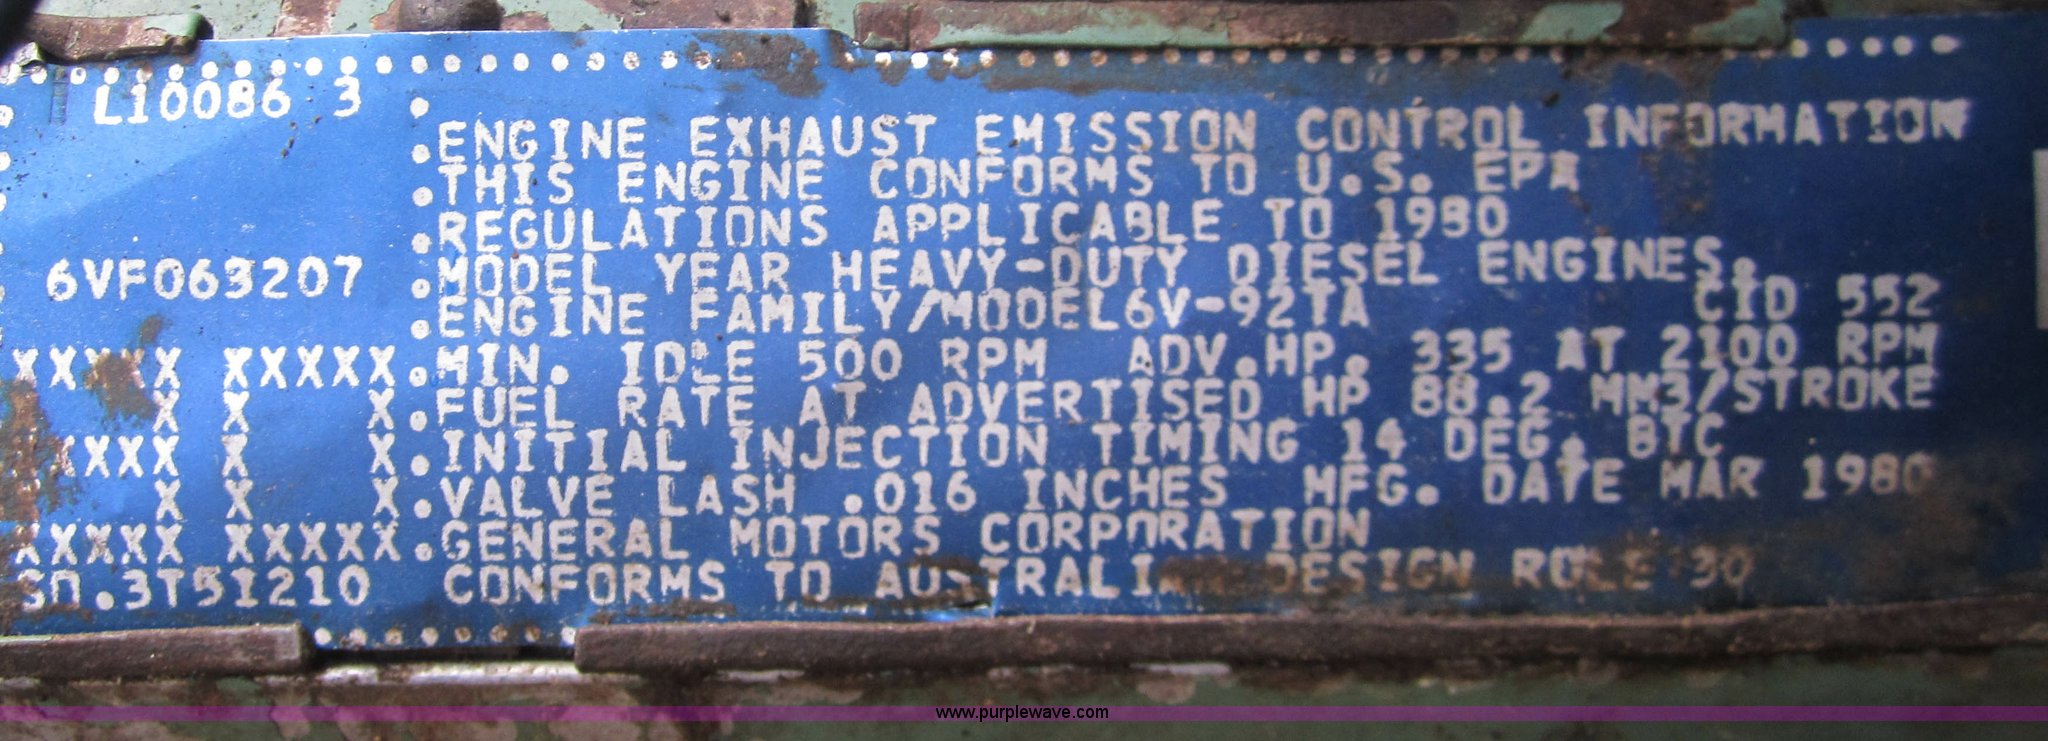 L10086 3
ENGINE EXHAUST EMISSION CONTROL INFORMATION
THIS ENGINE CONFORMS TO U.S. EPA
REGULATIONS APPLICABLE TO 1980
6VF063207
MODEL YEAR HEAVY-DUTY DIESEL ENGINES.
ENGINE FAMILY/MODEL6V-92TA CID 552
XXXXX XXXXX.MIN. IDLE 500 RPM ADV.HP. 335 AT 2100 RPM
X X X.FUEL RATE AT ADVERTISED HP 88.2 MM3/STROKE
XXXXX X X.INITIAL INJECTION TIMING 14 DEG. BTC
X X X.VALVE LASH .016 INCHES MFG. DATE MAR 1980
XXXXX XXXXX.GENERAL MOTORS CORPORATION
SO.3T51210 CONFORMS TO AUSTRALIAN DESIGN RULE 30
www.purplewave.com